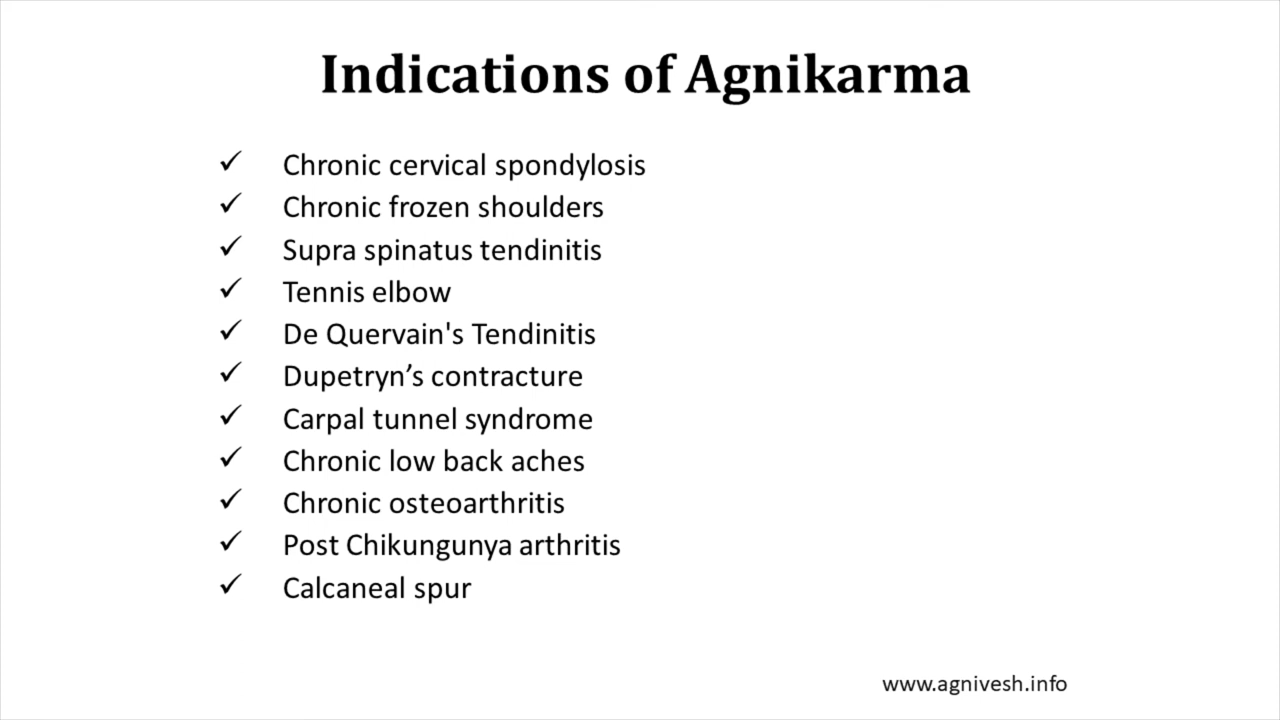 Indications of Agnikarma
✓ Chronic cervical spondylosis
✓ Chronic frozen shoulders
✓ Supra spinatus tendinitis
✓ Tennis elbow
✓ De Quervain's Tendinitis
✓ Dupetryn’s contracture
✓ Carpal tunnel syndrome
✓ Chronic low back aches
✓ Chronic osteoarthritis
✓ Post Chikungunya arthritis
✓ Calcaneal spur
www.agnivesh.info